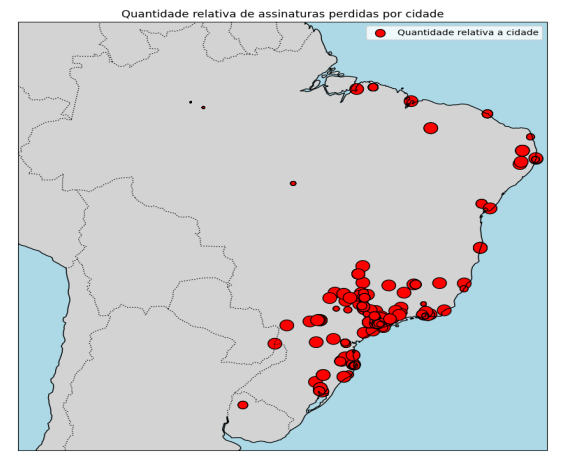 Quantidade relativa de assinaturas perdidas por cidade
Quantidade relativa a cidade